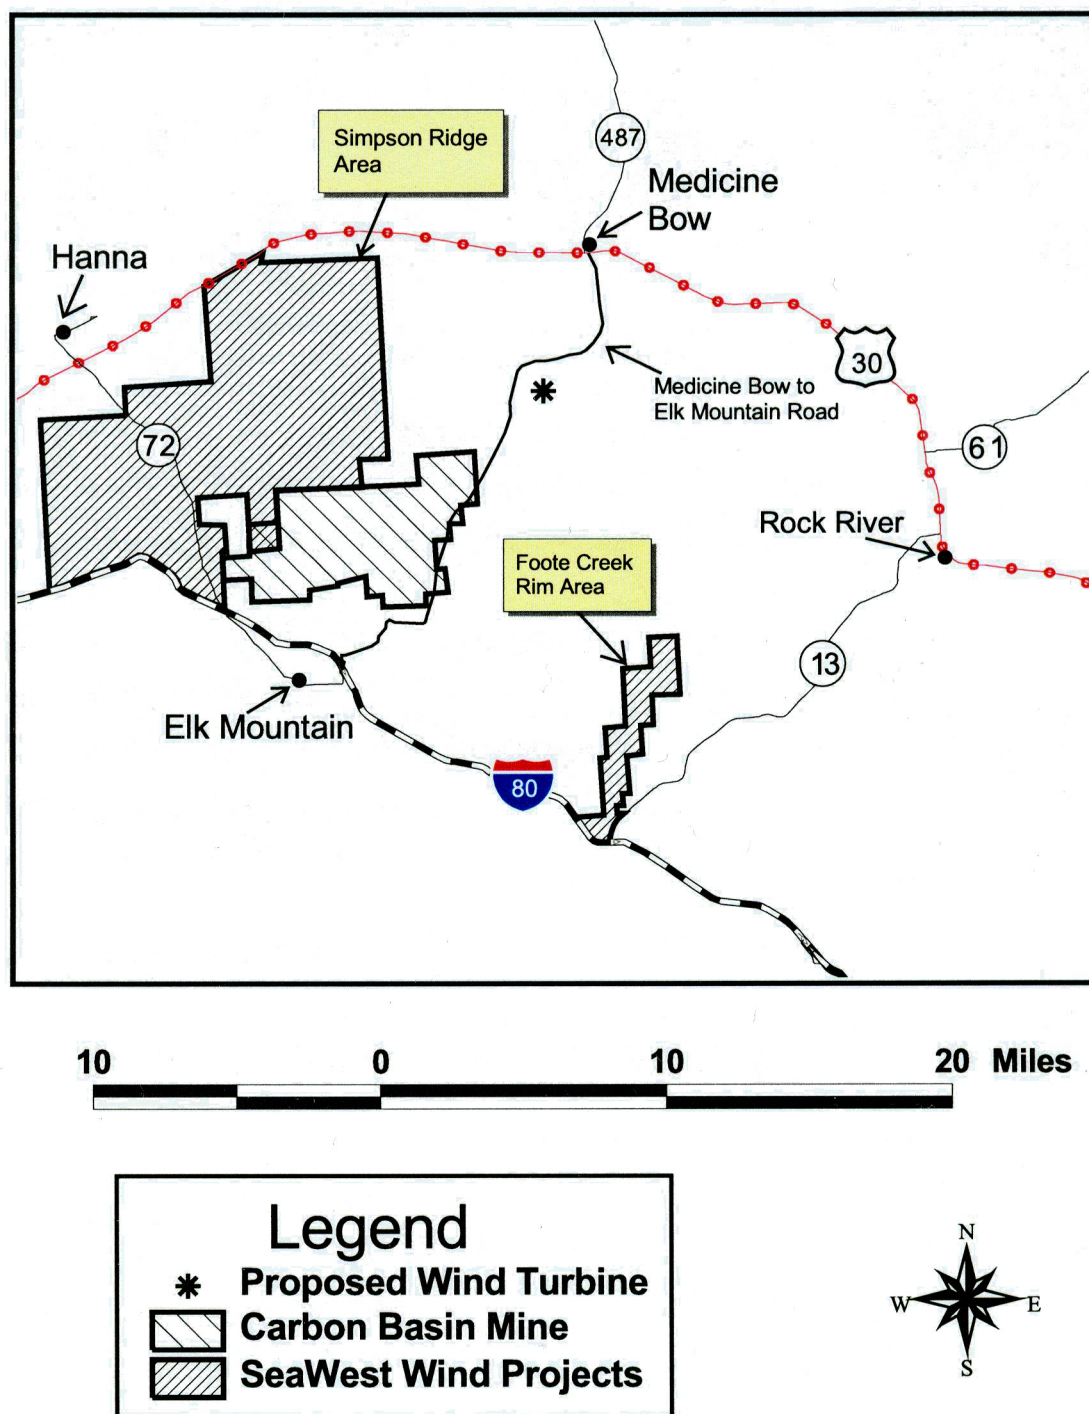 Simpson Ridge
Area
487
Medicine
Bow
Hanna
30
Medicine Bow to
Elk Mountain Road
72
61
Rock River
Foote Creek
Rim Area
13
Elk Mountain
80
10 0 10 20 Miles
Legend
Proposed Wind Turbine
Carbon Basin Mine
SeaWest Wind Projects
N
W E
S